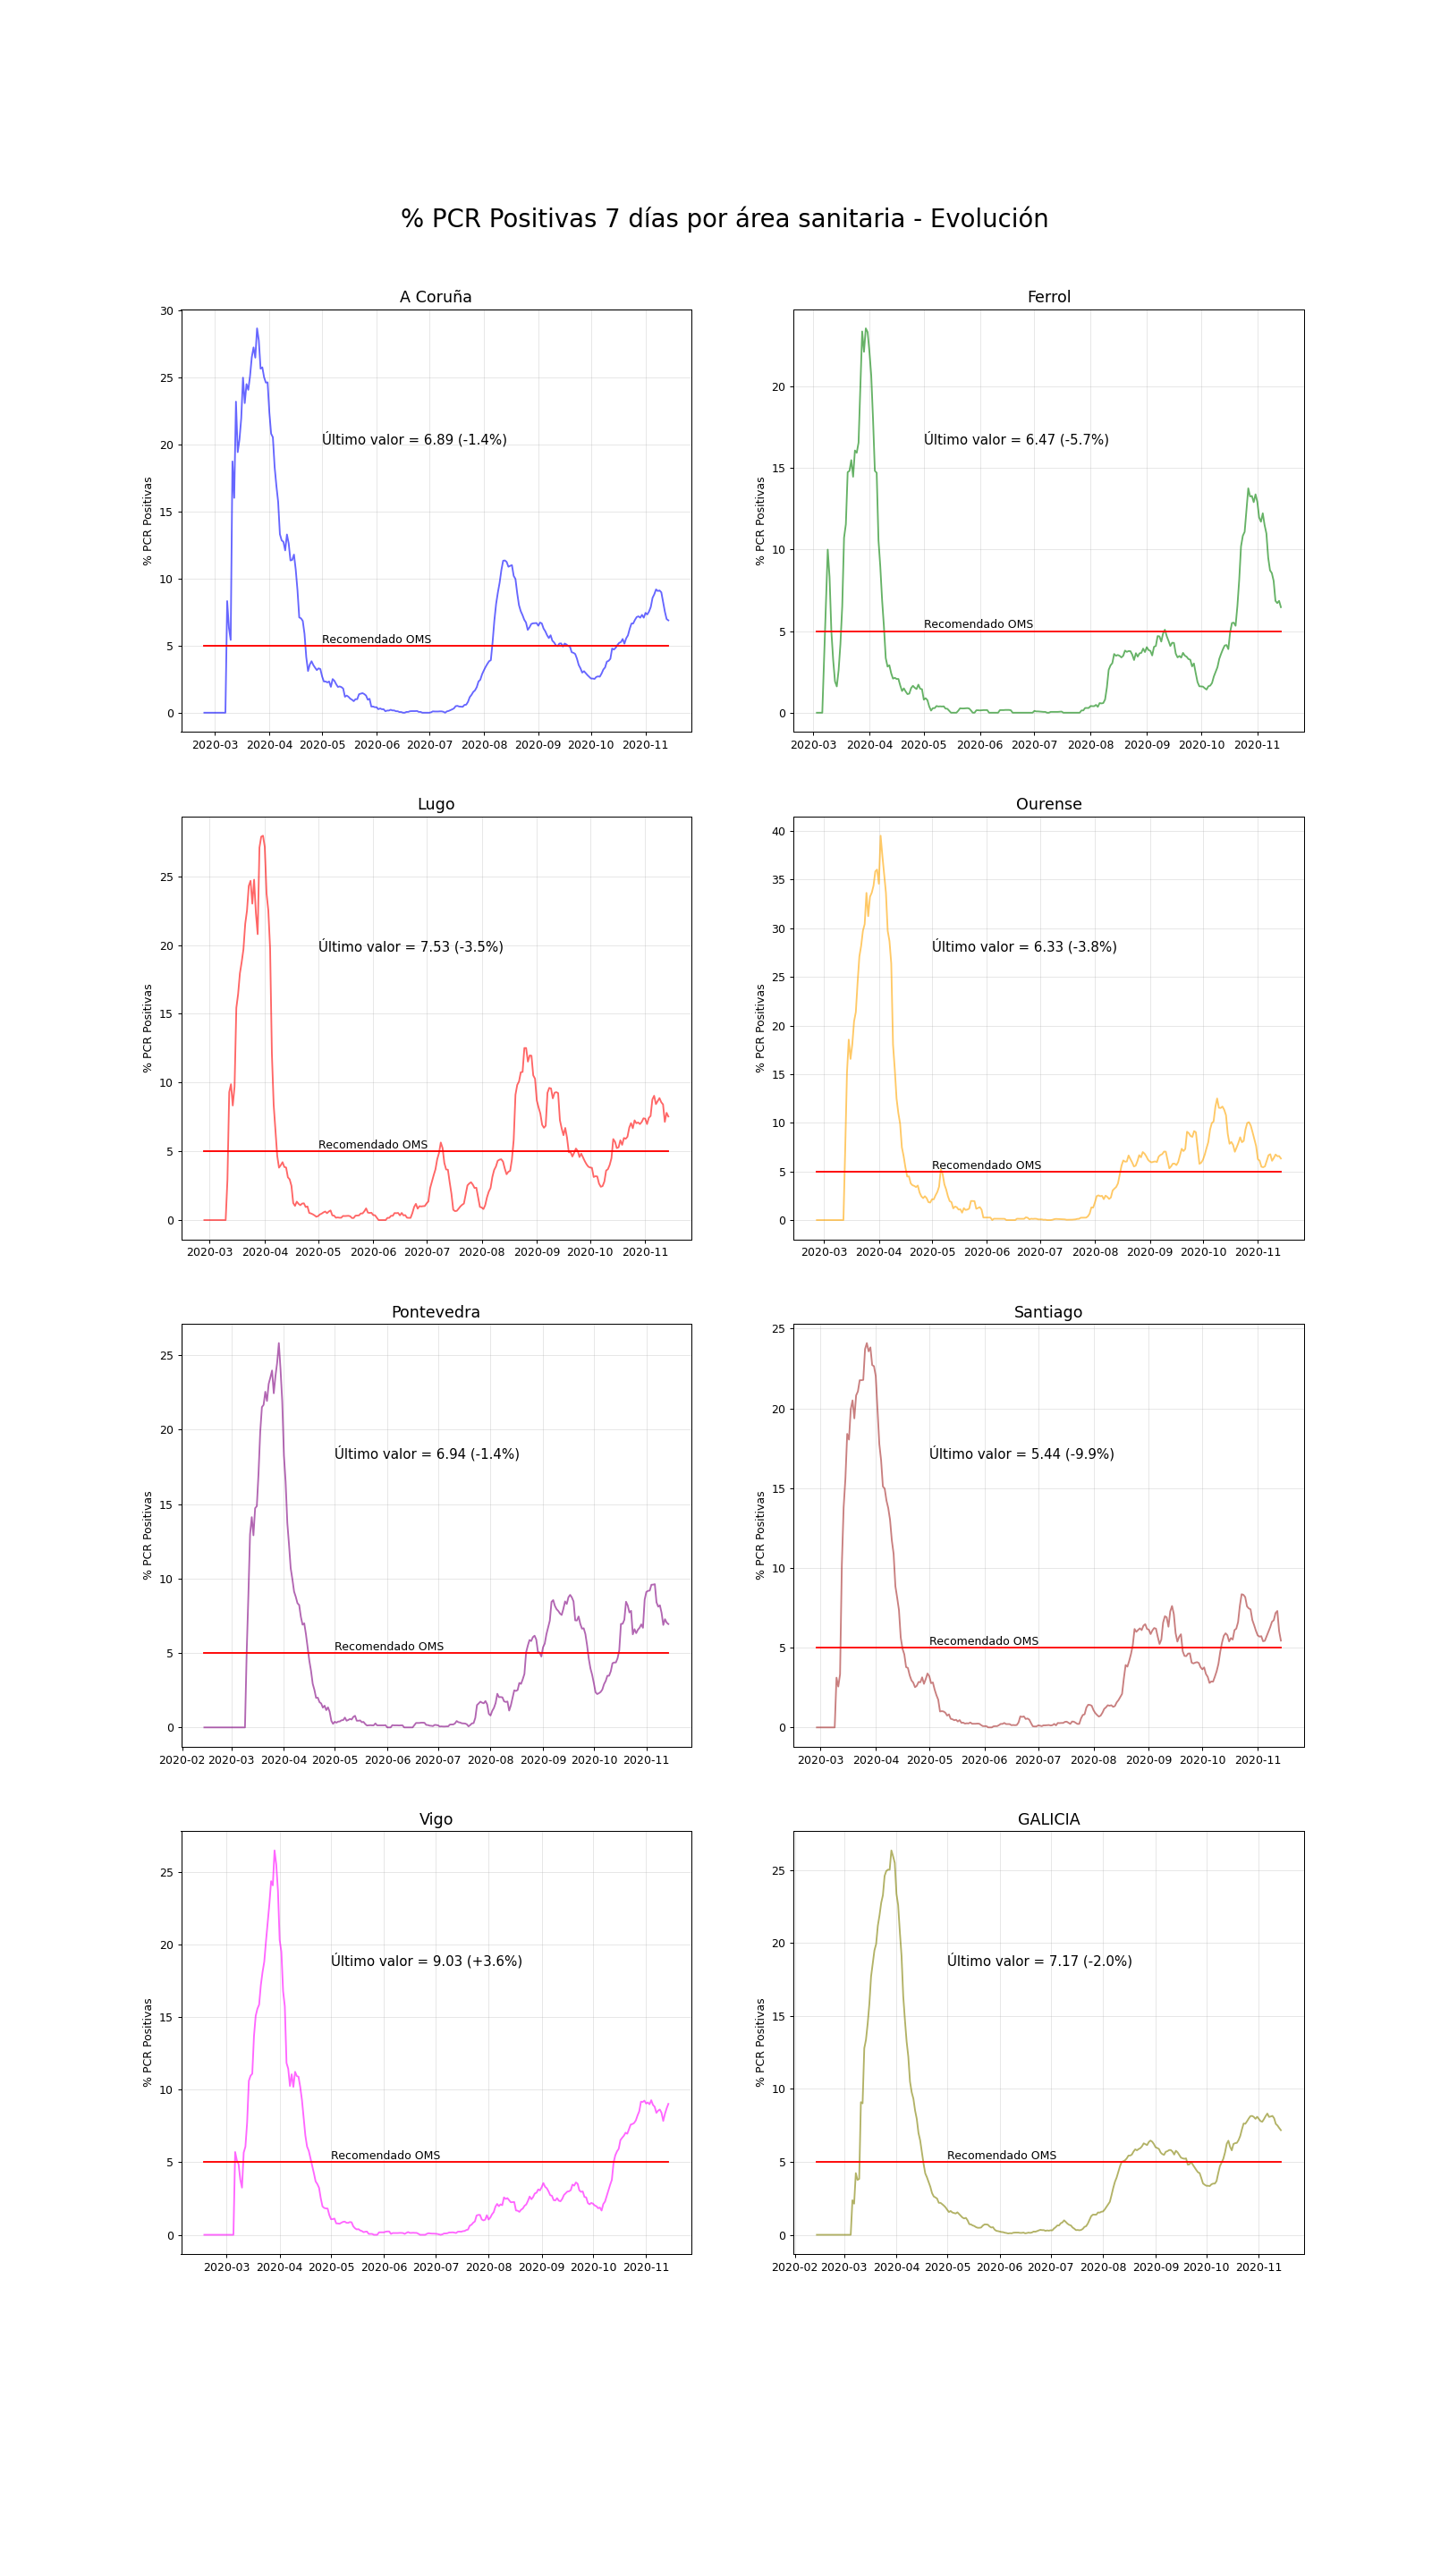 % PCR Positivas 7 días por área sanitaria - Evolución
A Coruña
30
25
20
15
10
5
0
% PCR Positivas
Último valor = 6.89 (-1.4%)
Recomendado OMS
2020-03 2020-04 2020-05 2020-06 2020-07 2020-08 2020-09 2020-10 2020-11
Ferrol
20
15
10
5
0
% PCR Positivas
Último valor = 6.47 (-5.7%)
Recomendado OMS
2020-03 2020-04 2020-05 2020-06 2020-07 2020-08 2020-09 2020-10 2020-11
Lugo
25
20
15
10
5
0
% PCR Positivas
Último valor = 7.53 (-3.5%)
Recomendado OMS
2020-03 2020-04 2020-05 2020-06 2020-07 2020-08 2020-09 2020-10 2020-11
Ourense
40
35
30
25
20
15
10
5
0
% PCR Positivas
Último valor = 6.33 (-3.8%)
Recomendado OMS
2020-03 2020-04 2020-05 2020-06 2020-07 2020-08 2020-09 2020-10 2020-11
Pontevedra
25
20
15
10
5
0
% PCR Positivas
Último valor = 6.94 (-1.4%)
Recomendado OMS
2020-02 2020-03 2020-04 2020-05 2020-06 2020-07 2020-08 2020-09 2020-10 2020-11
Santiago
25
20
15
10
5
0
% PCR Positivas
Último valor = 5.44 (-9.9%)
Recomendado OMS
2020-03 2020-04 2020-05 2020-06 2020-07 2020-08 2020-09 2020-10 2020-11
Vigo
25
20
15
10
5
0
% PCR Positivas
Último valor = 9.03 (+3.6%)
Recomendado OMS
2020-03 2020-04 2020-05 2020-06 2020-07 2020-08 2020-09 2020-10 2020-11
GALICIA
25
20
15
10
5
0
% PCR Positivas
Último valor = 7.17 (-2.0%)
Recomendado OMS
2020-02 2020-03 2020-04 2020-05 2020-06 2020-07 2020-08 2020-09 2020-10 2020-11